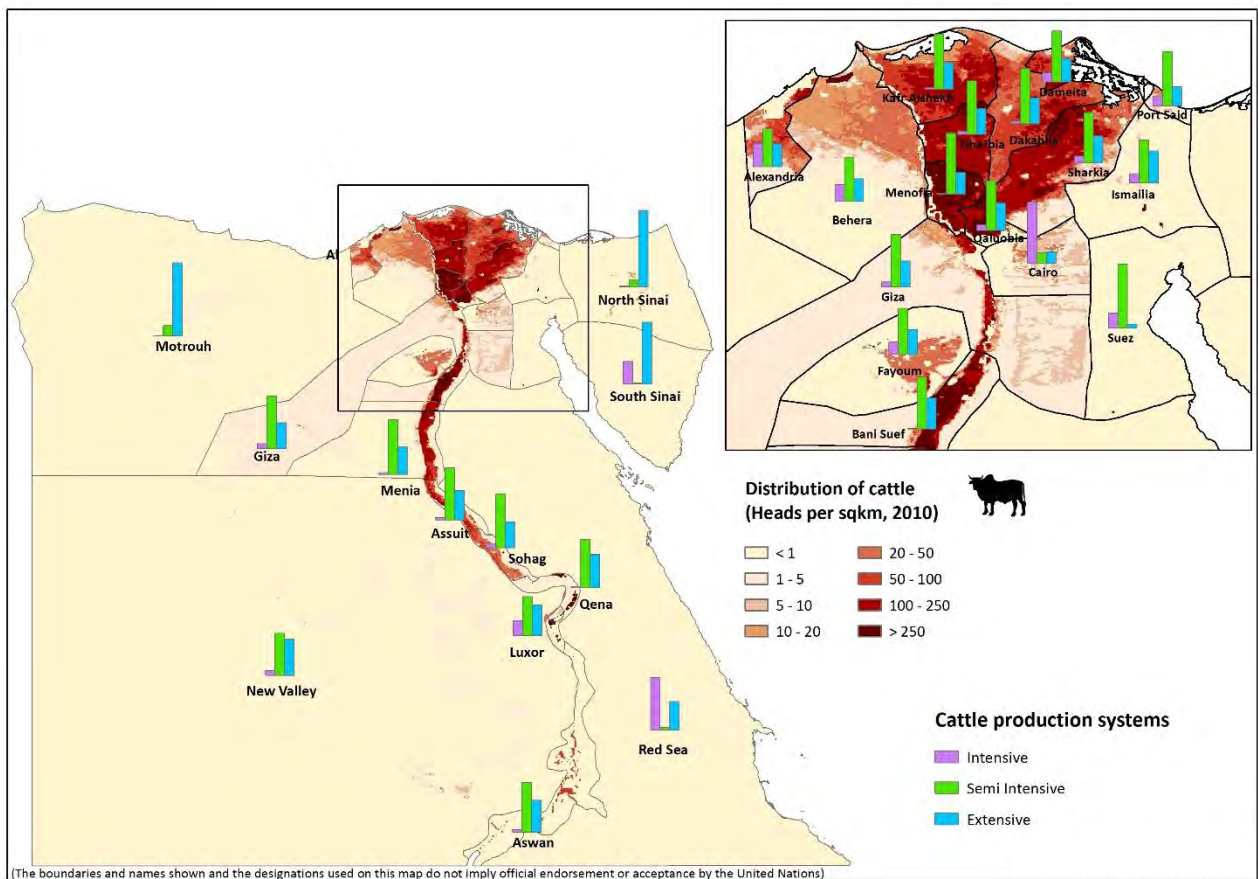 Kafr Alshekh
Dameita
Port Said
Gharbia
Dakahlia
Alexandria
Sharkia
Behera
Menofia
Ismailia
Qaluobia
Cairo
Giza
Suez
Fayoum
Bani Suef
Al
North Sinai
Motrouh
South Sinai
Giza
Menia
Assuit
Sohag
Qena
Luxor
New Valley
Red Sea
Aswan
Distribution of cattle
(Heads per sqkm, 2010)
< 1
1 - 5
5 - 10
10 - 20
20 - 50
50 - 100
100 - 250
> 250
Cattle production systems
Intensive
Semi Intensive
Extensive
(The boundaries and names shown and the designations used on this map do not imply official endorsement or acceptance by the United Nations)